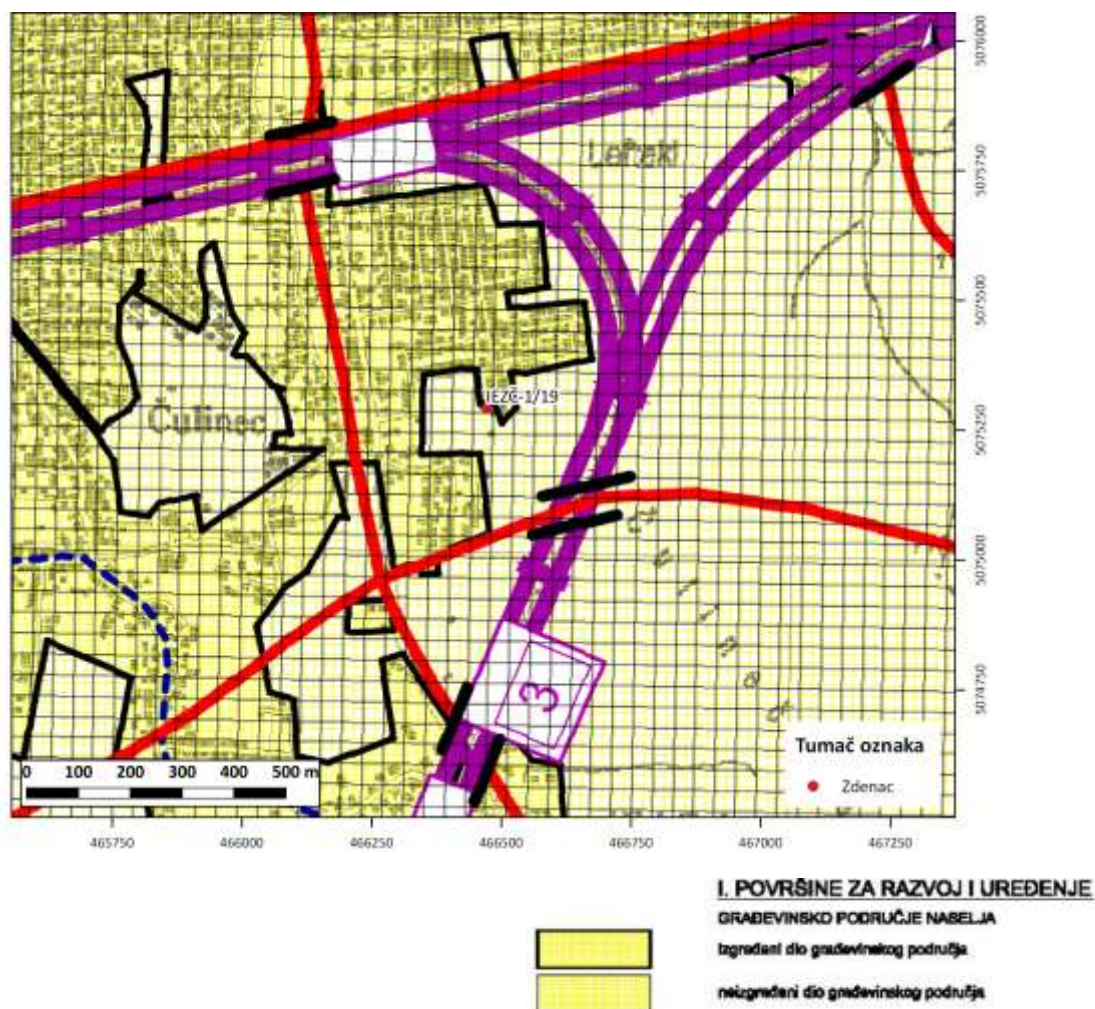 Lepaki
5076000
5075750
5075500
Čulinec
IEZČ-1/19
5075250
5075000
3
5074750
0 100 200 300 400 500 m
Tumač oznaka
Zdenac
465750 466000 466250 466500 466750 467000 467250
I. POVRŠINE ZA RAZVOJ I UREĐENJE
GRAĐEVINSKO PODRUČJE NASELJA
izgrađeni dio građevinskog područja
neizgrađeni dio građevinskog područja